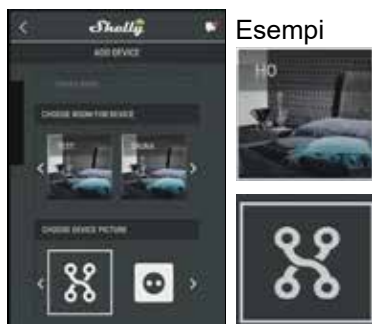 Shelly
ADD DEVICE
CHOOSE ROOM FOR DEVICE
CHOOSE DEVICE PICTURE
Esempi